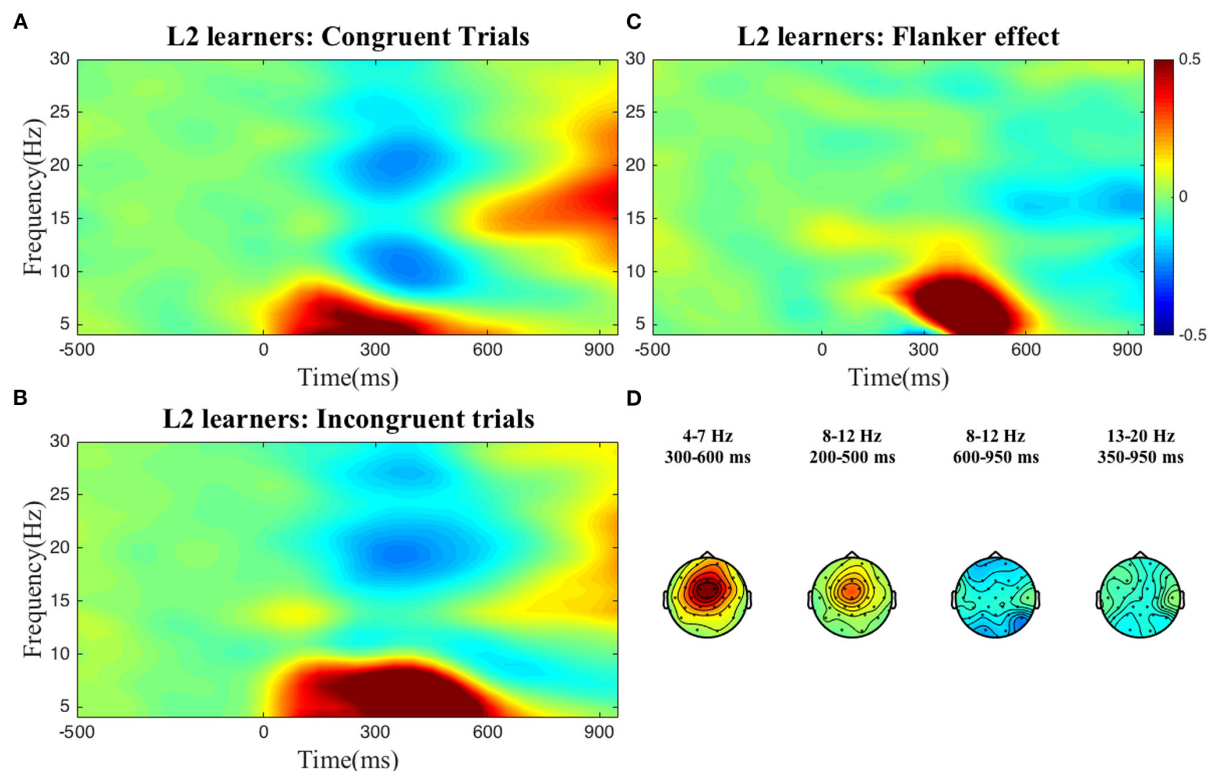 A
L2 learners: Congruent Trials
30
25
20
15
10
5
Frequency(Hz)
-500 0 300 600 900
Time(ms)
B
L2 learners: Incongruent trials
30
25
20
15
10
5
Frequency(Hz)
-500 0 300 600 900
Time(ms)
C
L2 learners: Flanker effect
30
25
20
15
10
5
-500 0 300 600 900
Time(ms)
0.5
0
-0.5
D
4-7 Hz 8-12 Hz 8-12 Hz 13-20 Hz
300-600 ms 200-500 ms 600-950 ms 350-950 ms